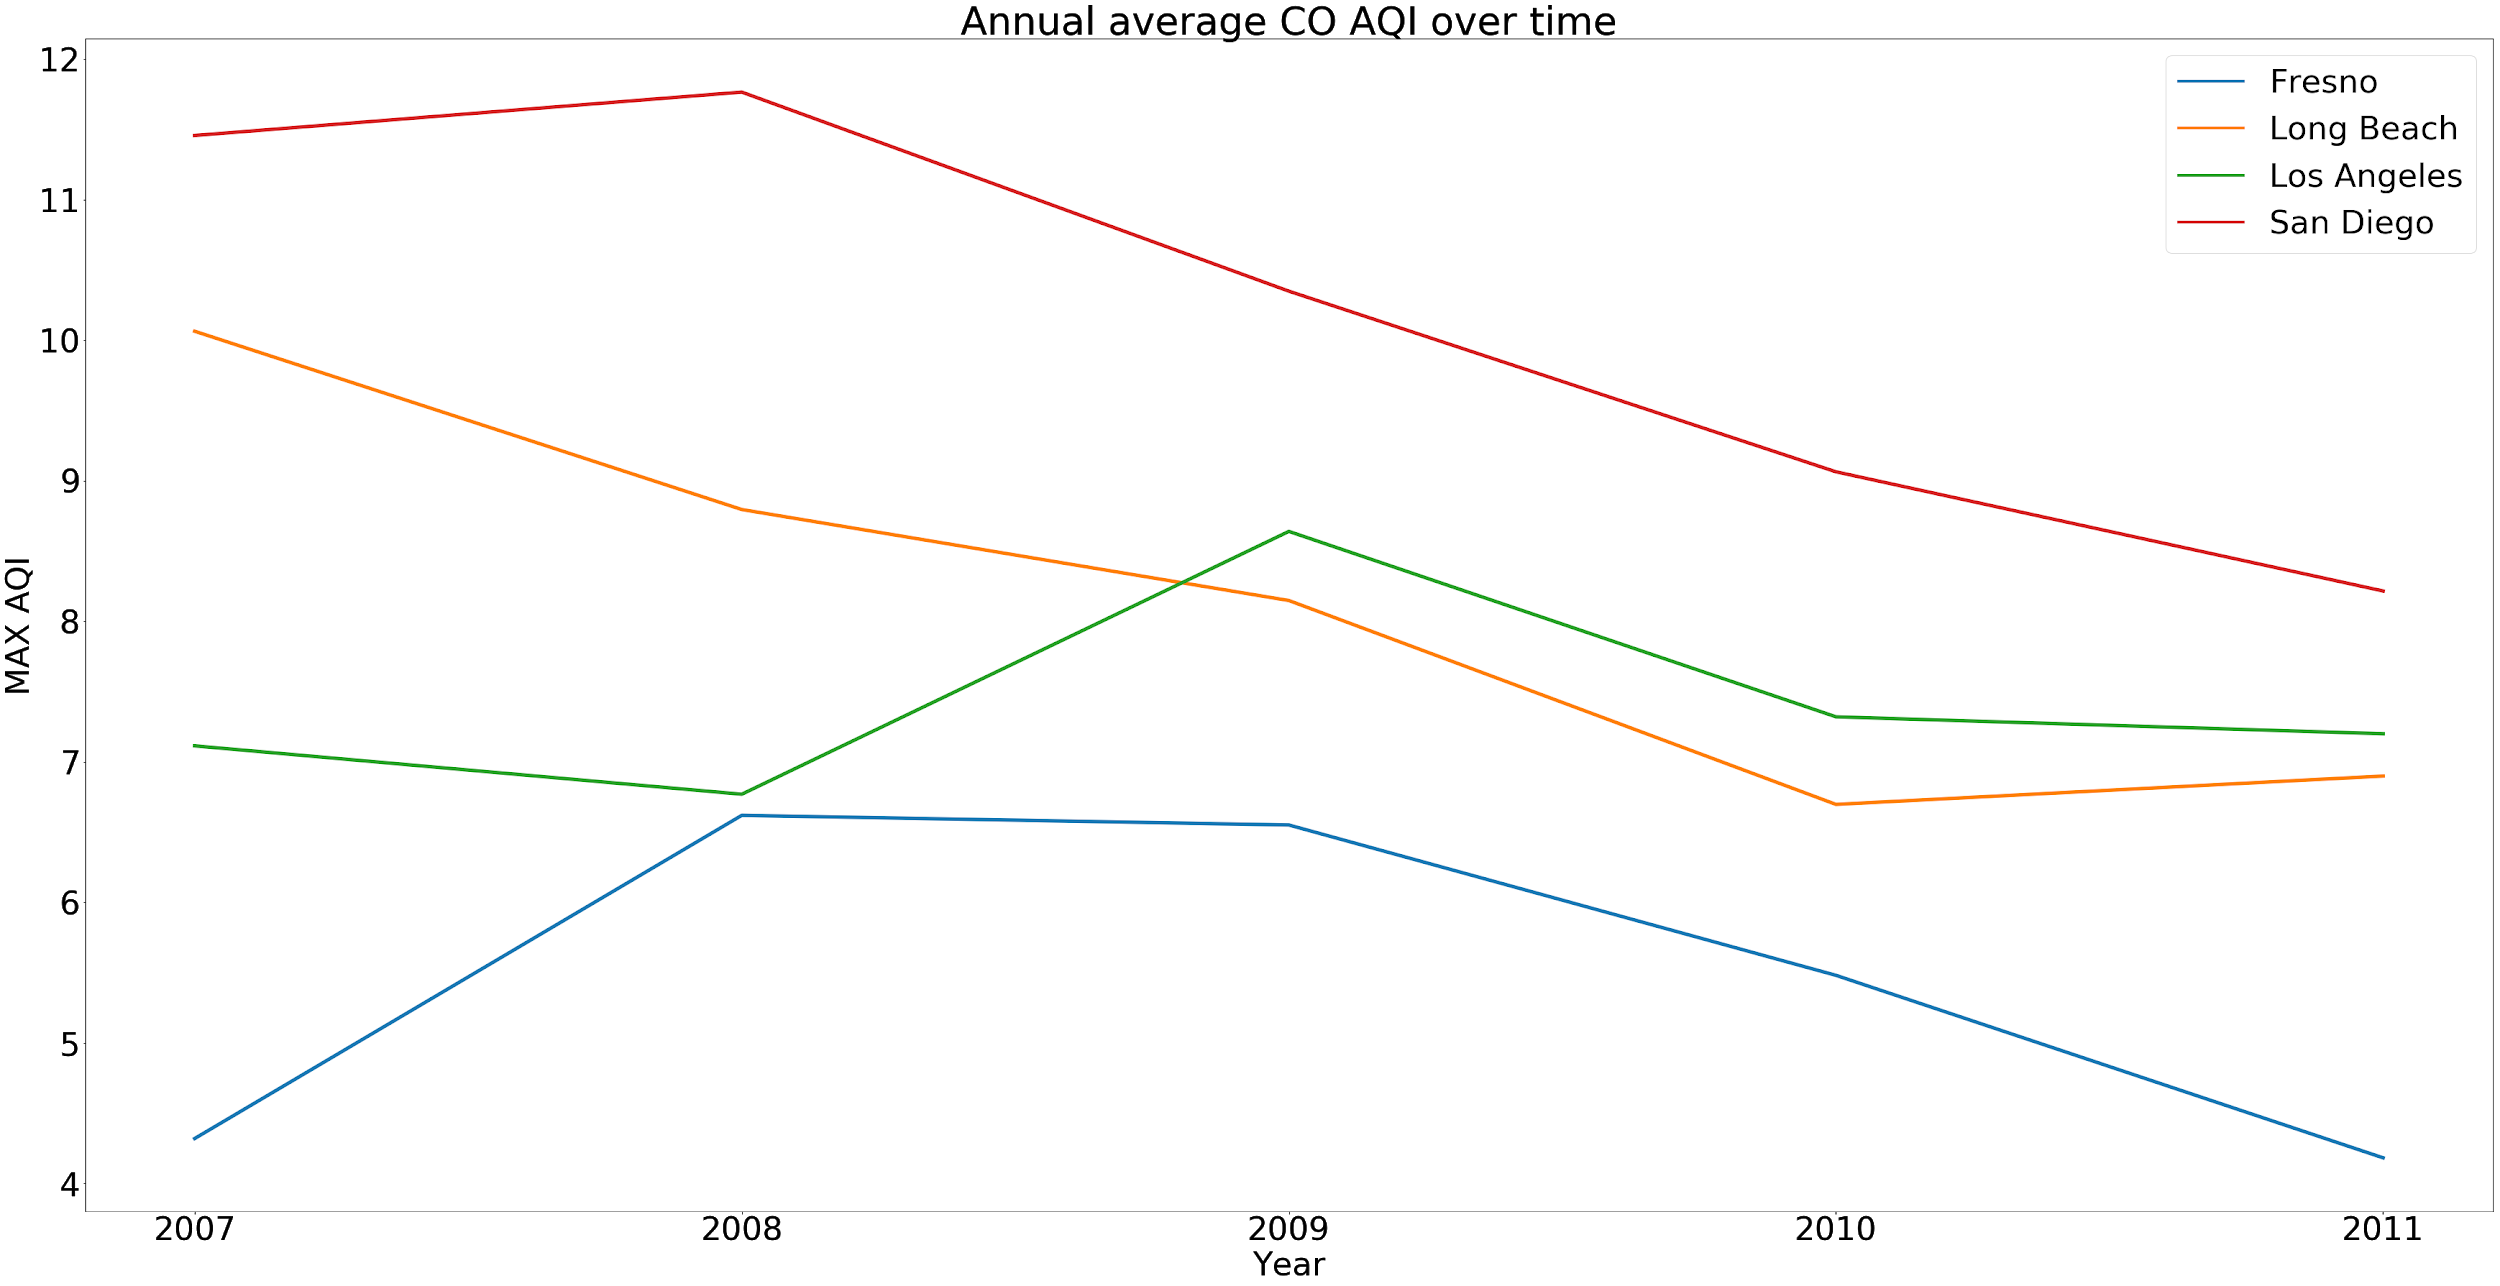 Annual average CO AQI over time
12
11
10
9
8
7
6
5
4
MAX AQI
Fresno
Long Beach
Los Angeles
San Diego
2007 2008 2009 2010 2011
Year